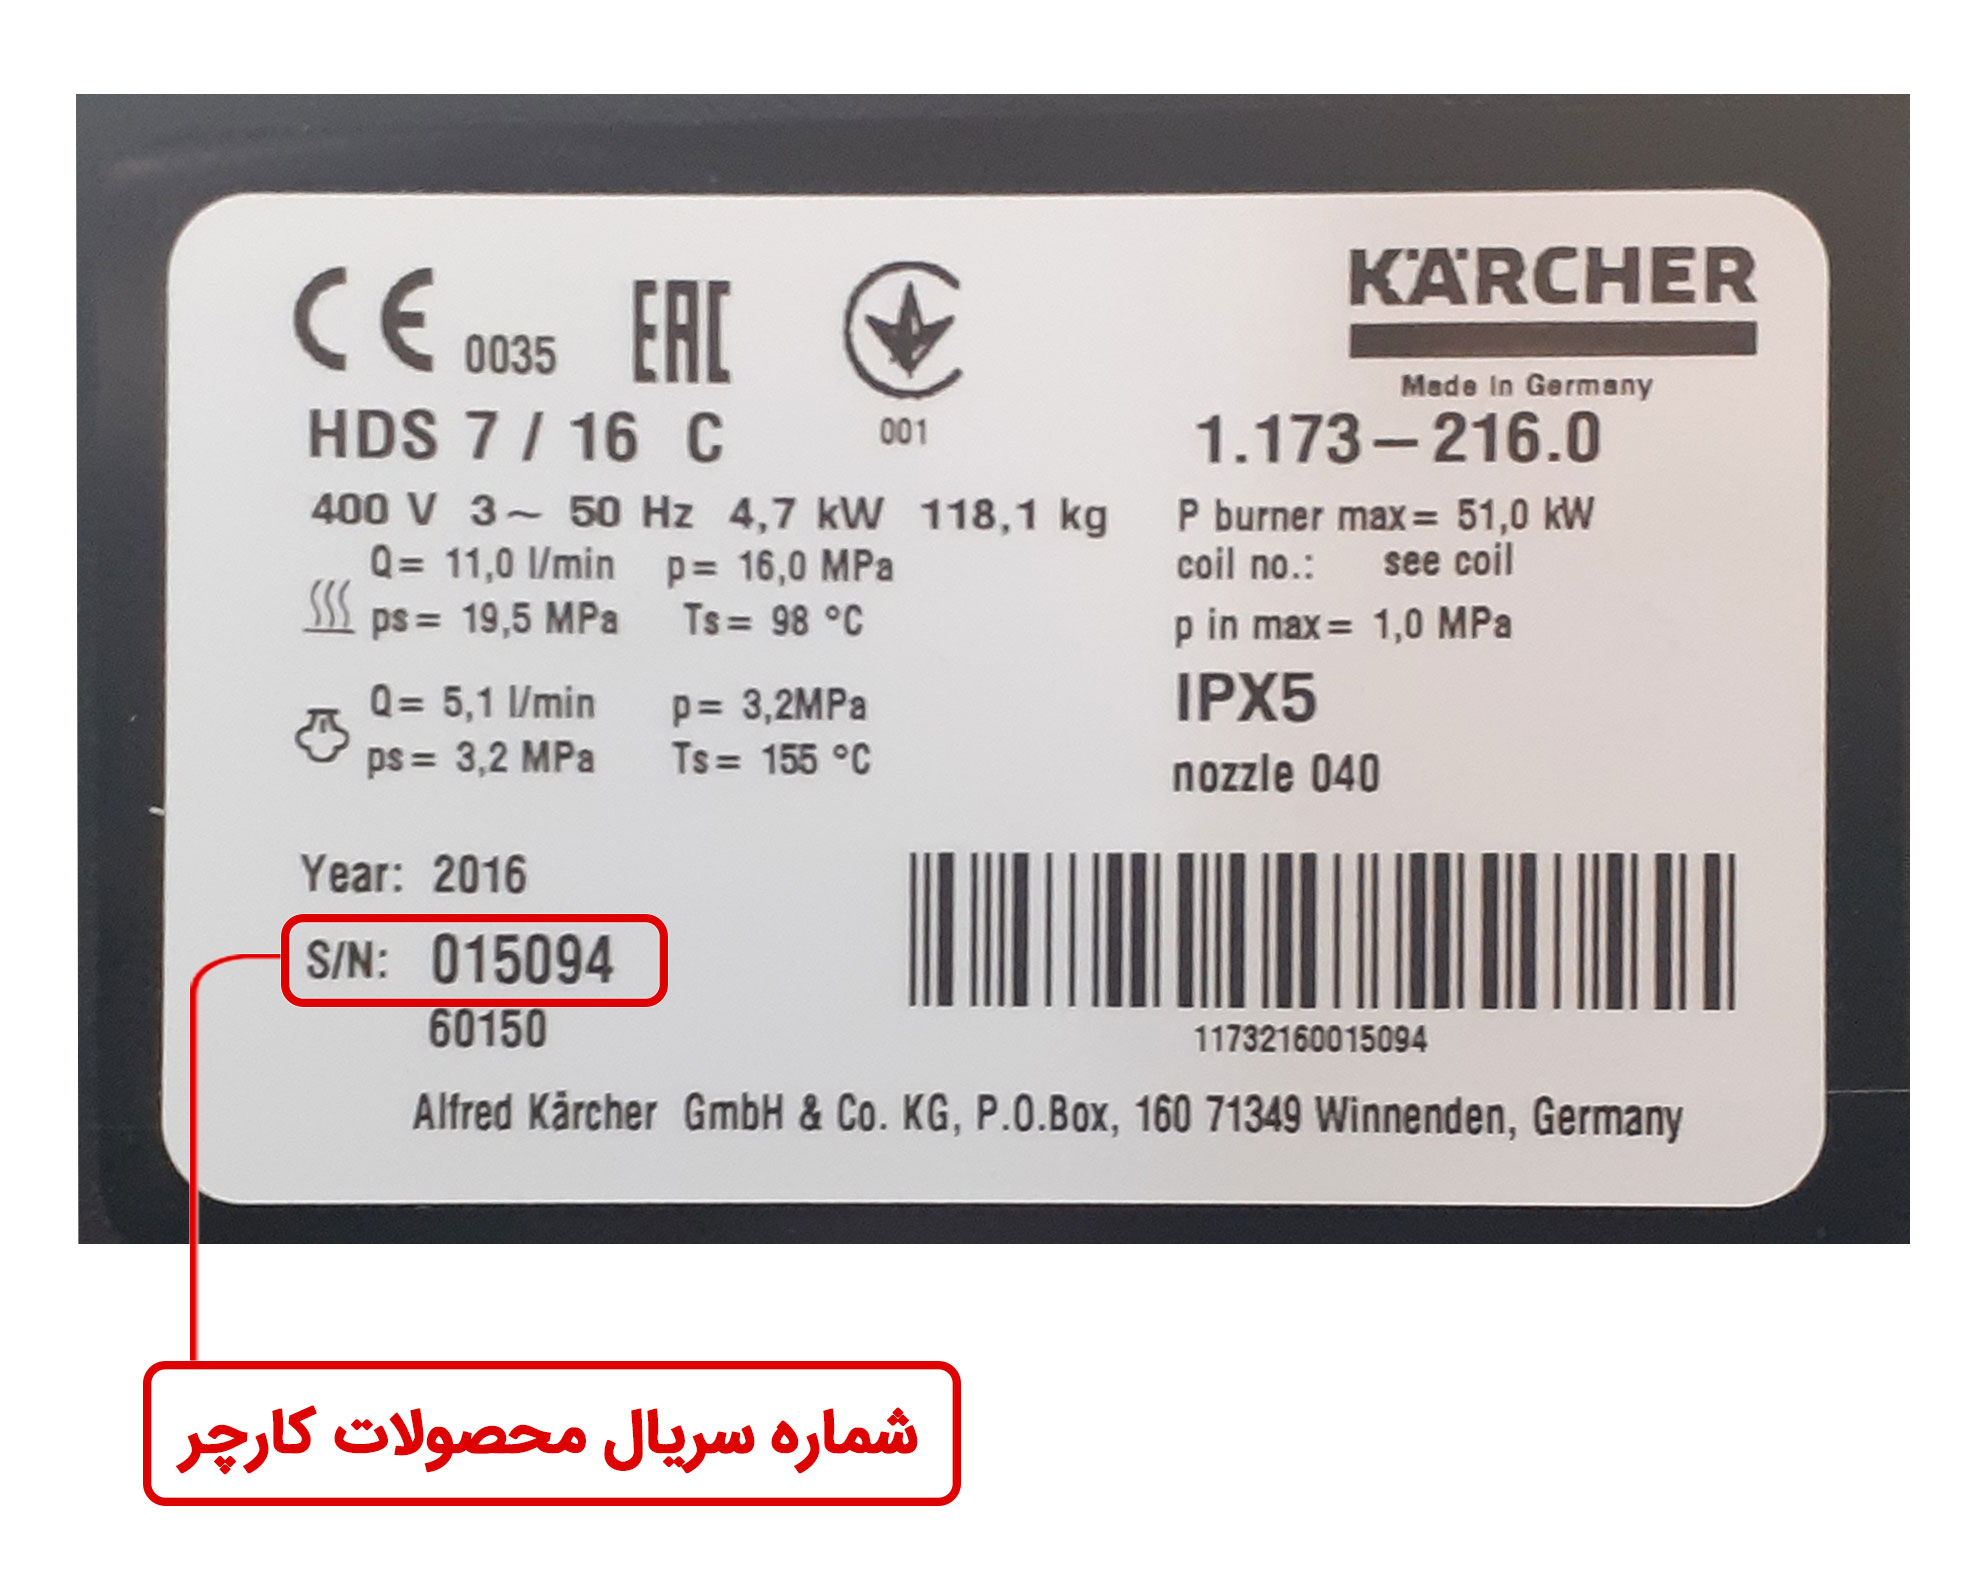 CE 0035 EAC
001
KÄRCHER
Made in Germany
HDS 7 / 16 C
1.173-216.0
400 V 3~ 50 Hz 4,7 kW 118,1 kg
P burner max= 51,0 kW
Q= 11,0 l/min p= 16,0 MPa
coil no.: see coil
ps= 19,5 MPa Ts= 98 °C
p in max= 1,0 MPa
Q= 5,1 l/min p= 3,2MPa
IPX5
ps= 3,2 MPa Ts= 155 °C
nozzle 040
Year: 2016
S/N: 015094
60150
11732160015094
Alfred Kärcher GmbH & Co. KG, P.O.Box, 160 71349 Winnenden, Germany
شماره سریال محصولات کارچر